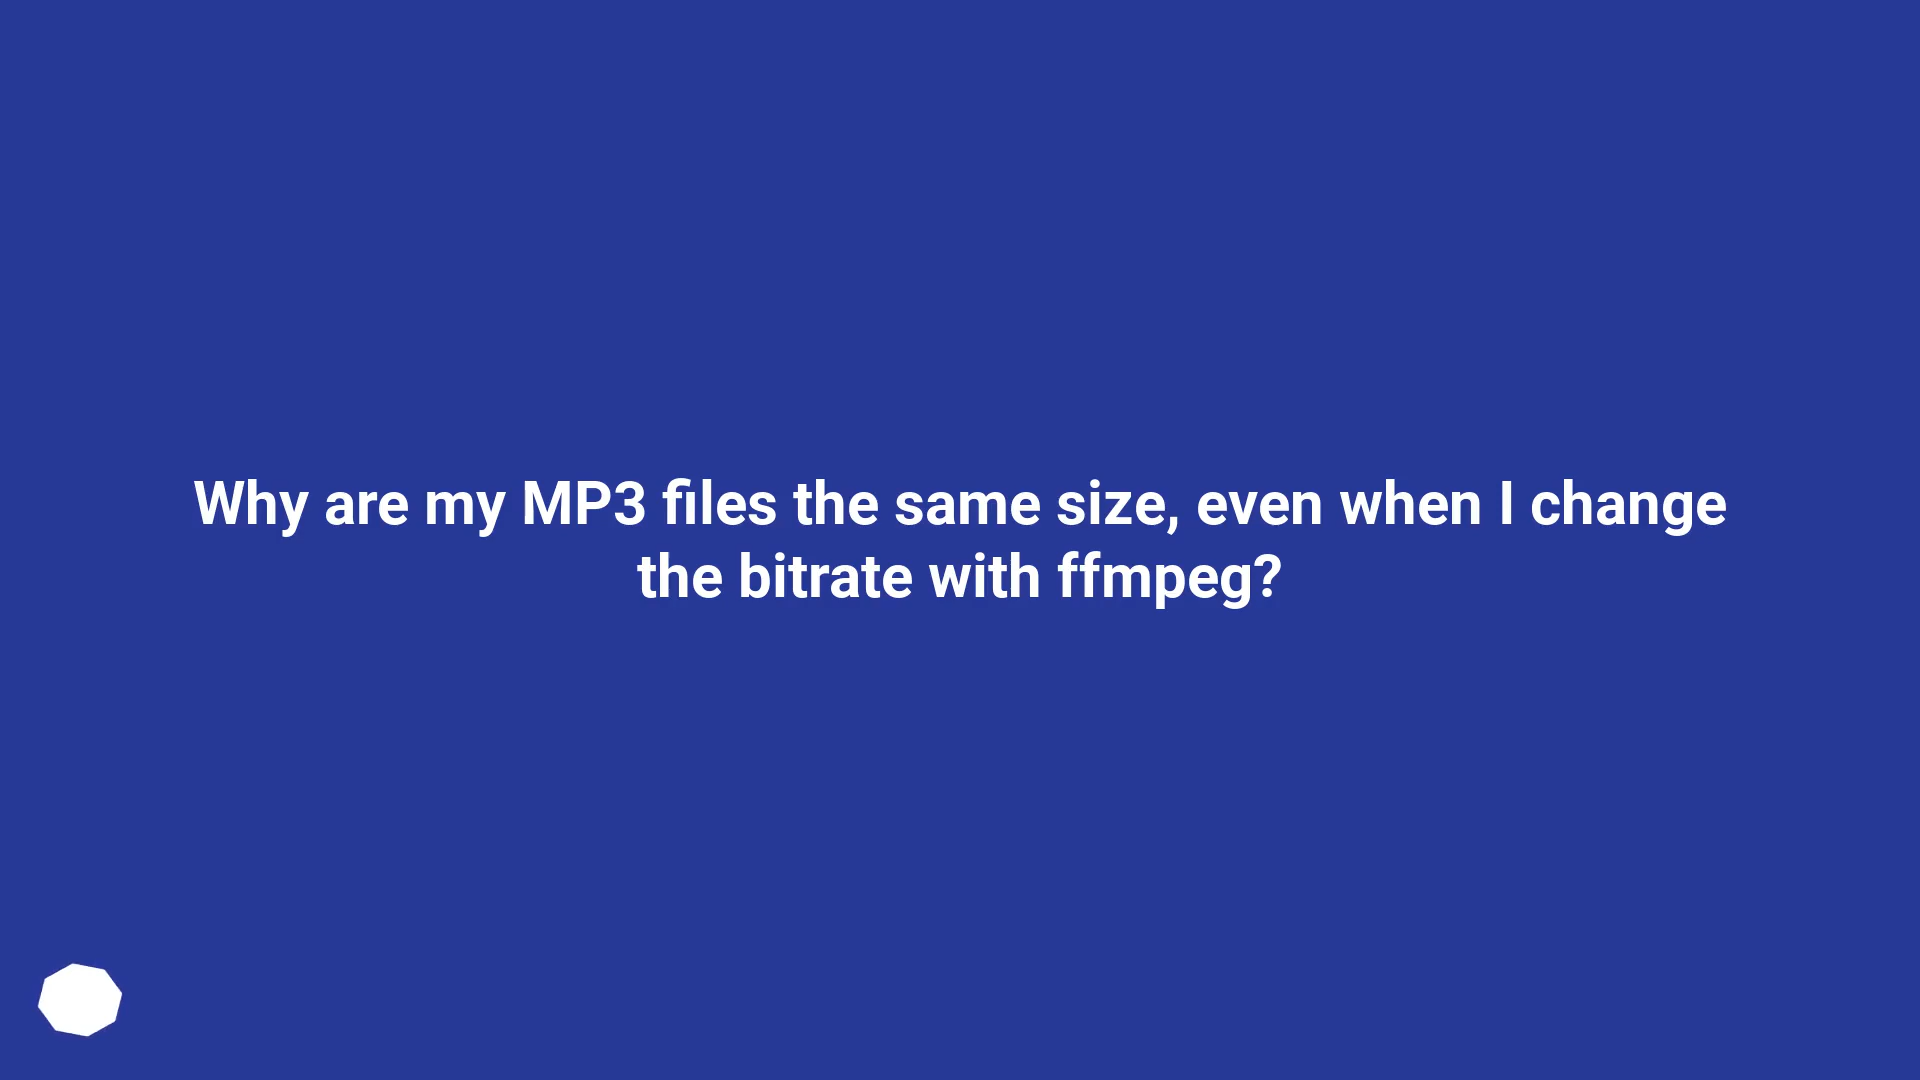 Why are my MP3 files the same size, even when I change
the bitrate with ffmpeg?